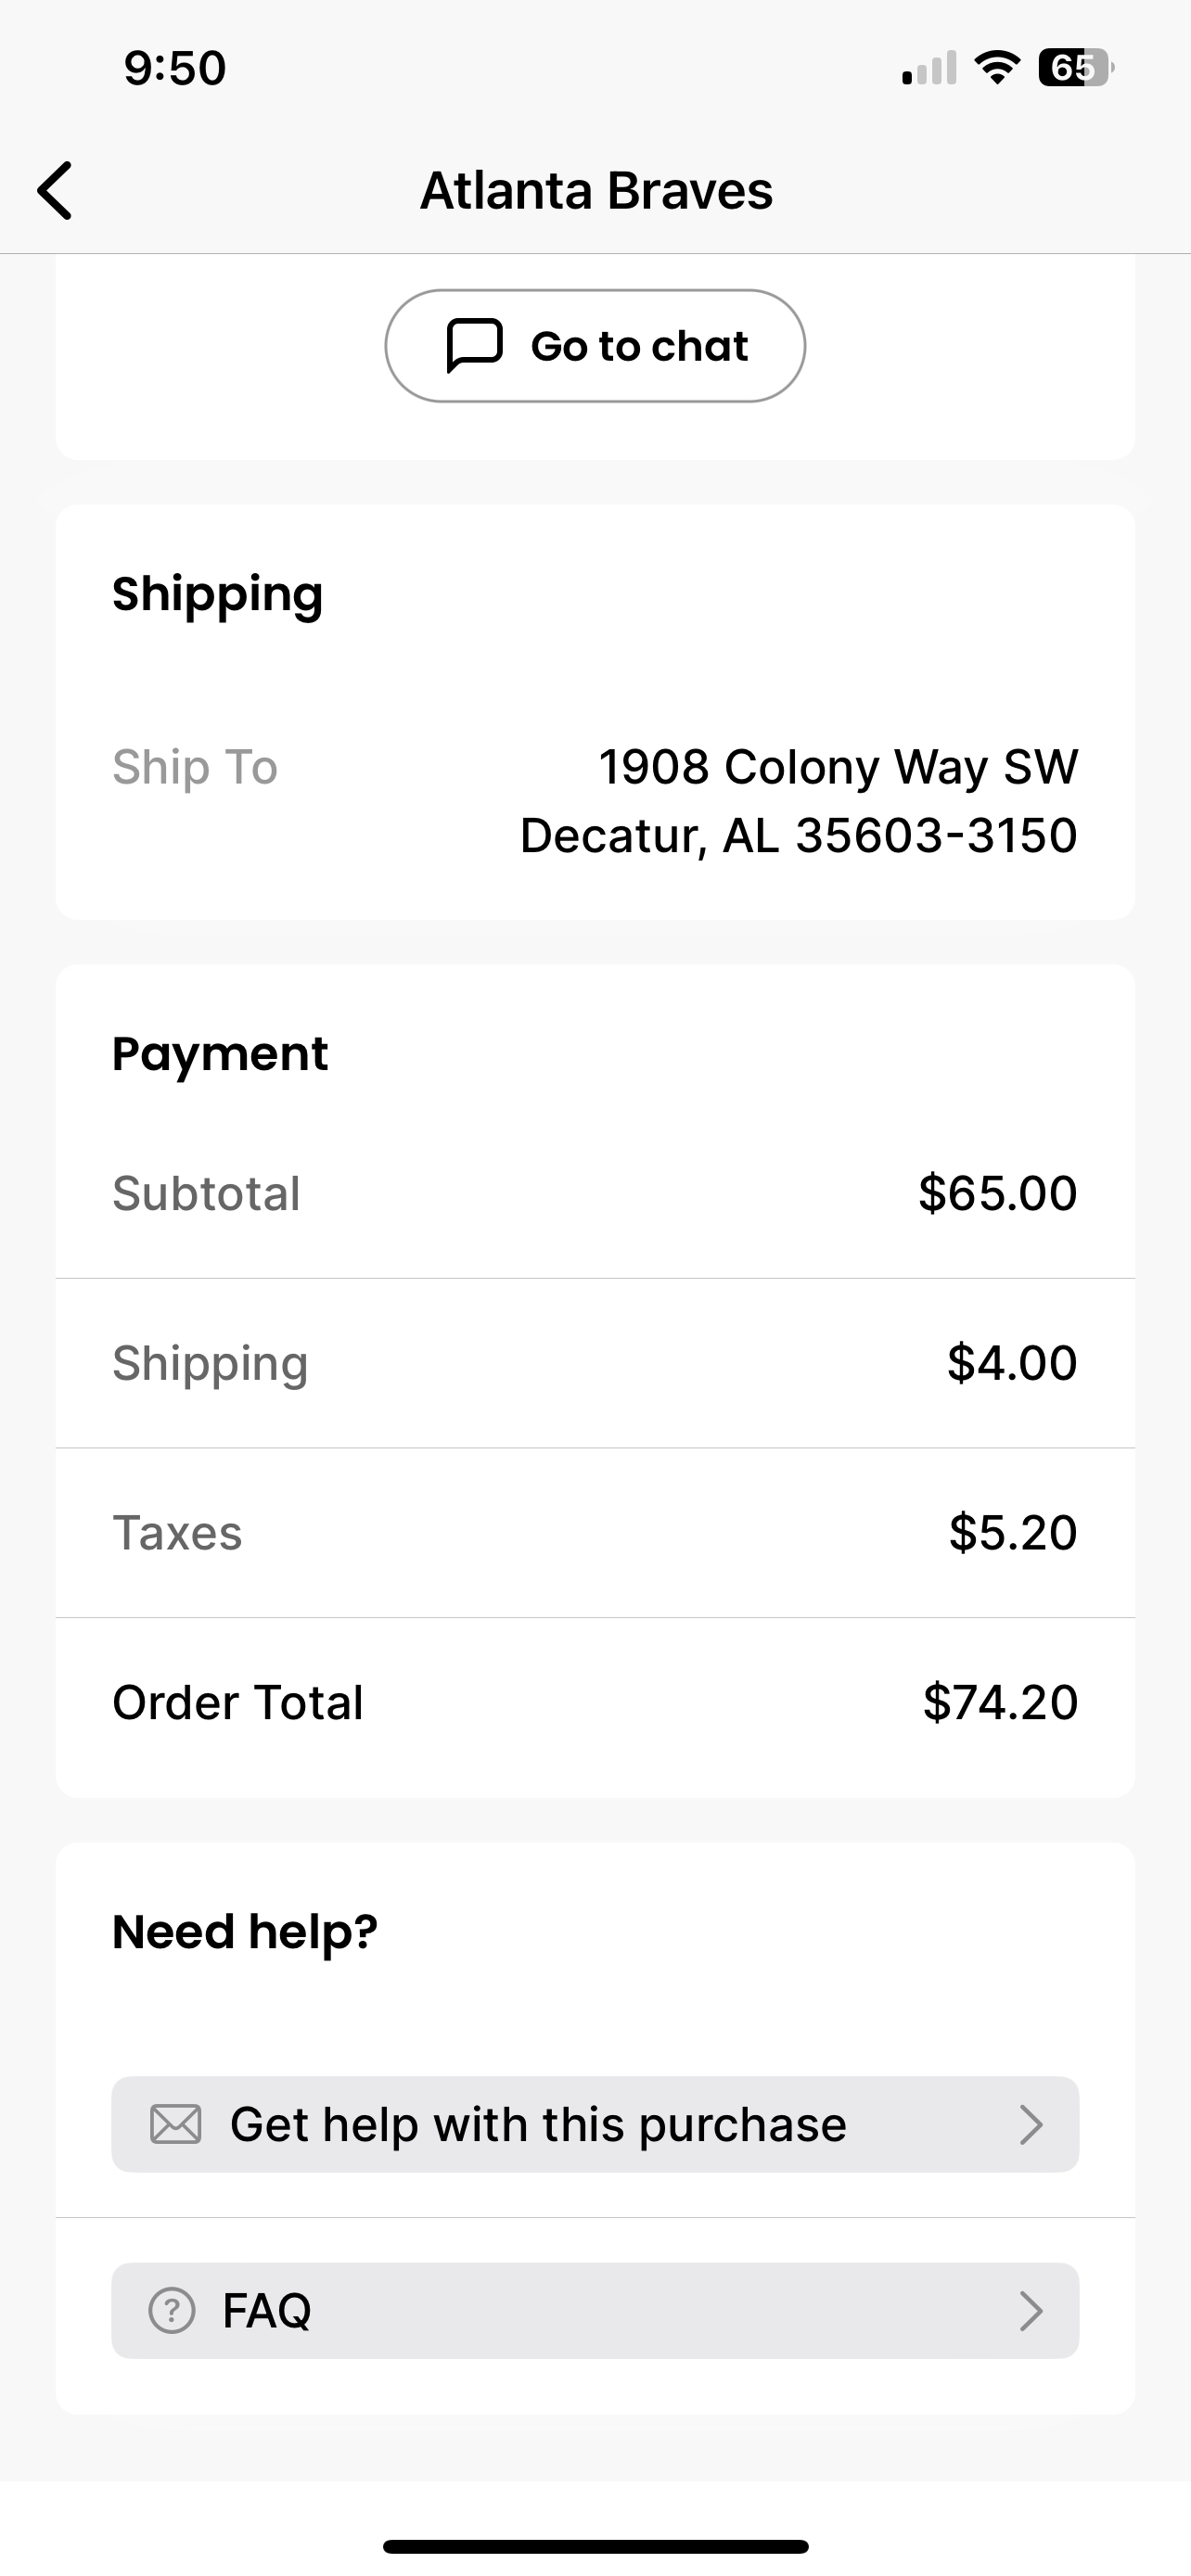 9:50
65
Atlanta Braves
Go to chat
Shipping
Ship To
1908 Colony Way SW
Decatur, AL 35603-3150
Payment
Subtotal $65.00
Shipping $4.00
Taxes $5.20
Order Total $74.20
Need help?
Get help with this purchase
? FAQ